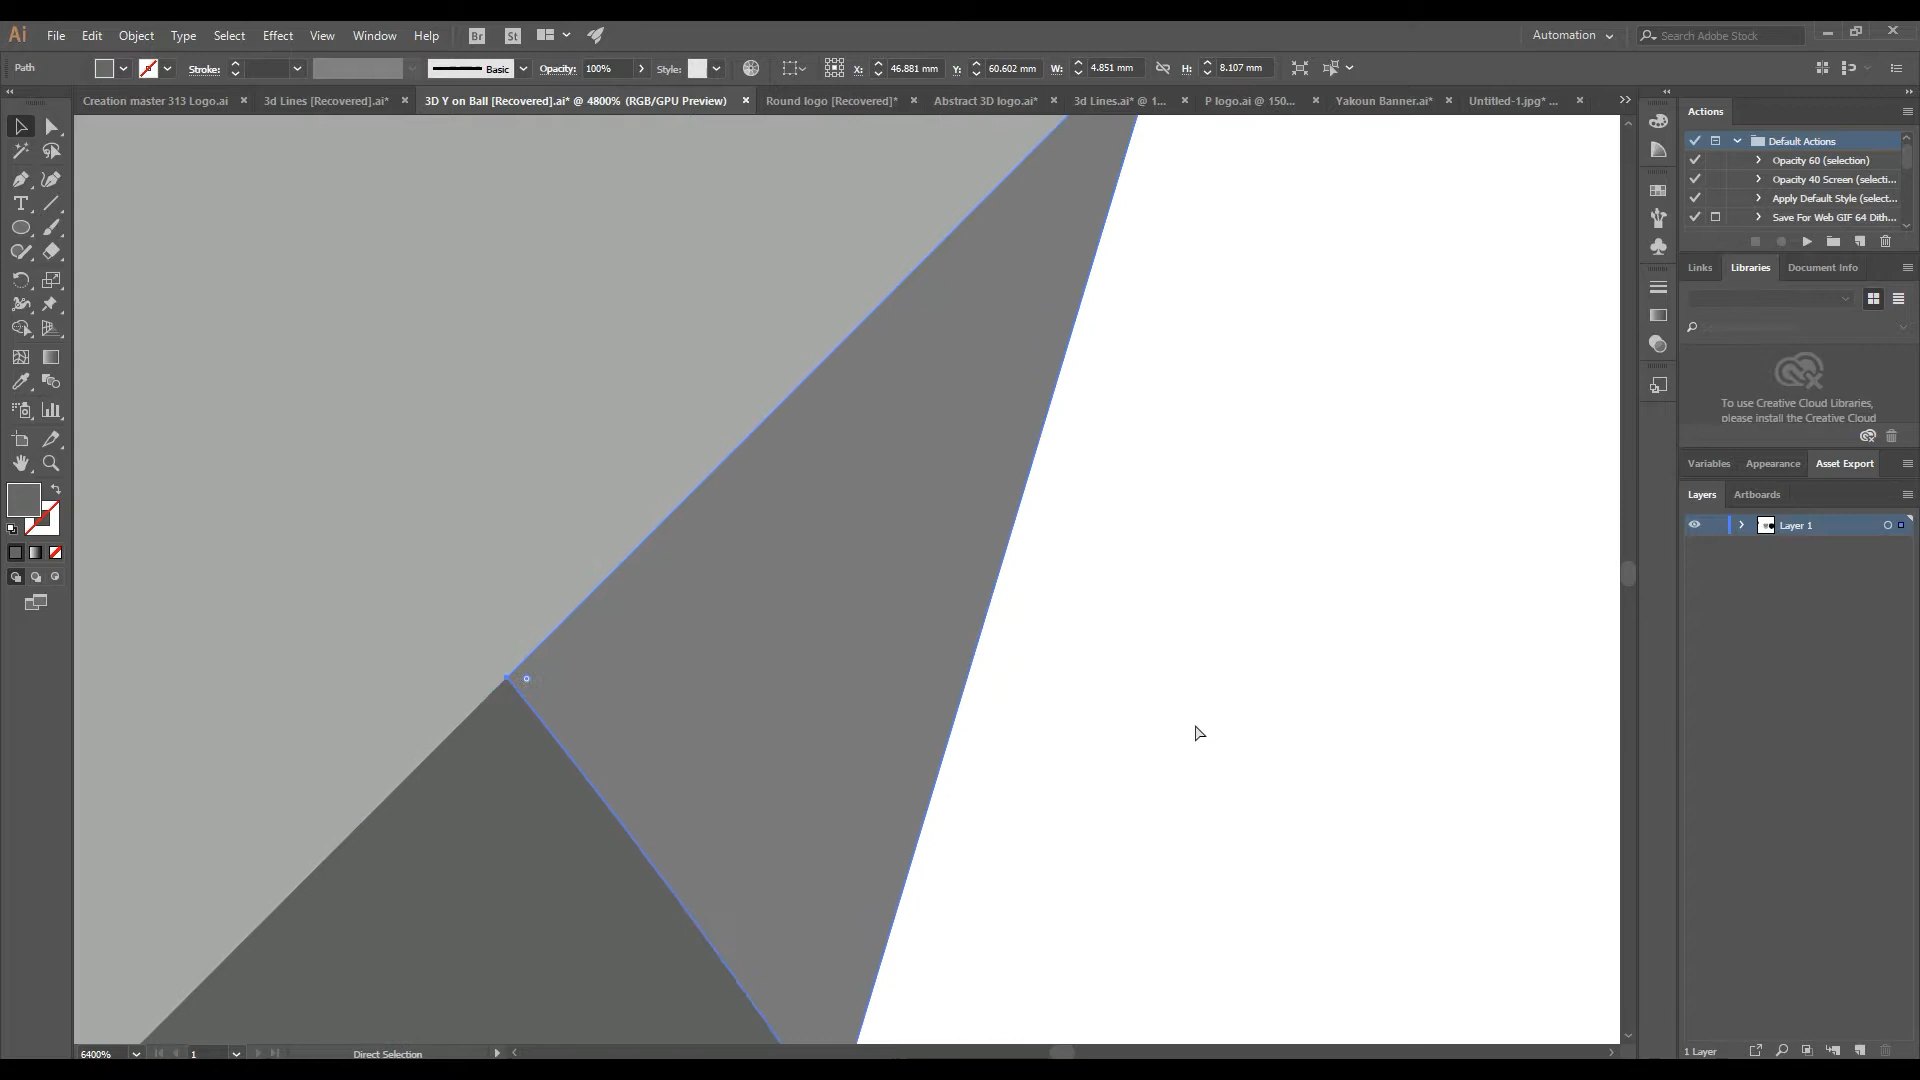 Ai File Edit Object Type Select Effect View Window Help Br St Automation Search Adobe Stock
Path Stroke: Basic Opacity: 100% Style: X: 46.881 mm Y: 60.602 mm W: 4.851 mm H: 8.107 mm
Creation master 313 Logo.ai × 3d Lines [Recovered].ai* × 3D Y on Ball [Recovered].ai* @ 4800% (RGB/GPU Preview) × Round logo [Recovered]* × Abstract 3D logo.ai* × 3d Lines.ai* @ 1... × P logo.ai @ 150... × Yakoun Banner.ai* × Untitled-1.jpg* ... ×
Actions
Default Actions
Opacity 60 (selection)
Opacity 40 Screen (selecti...
Apply Default Style (select...
Save For Web GIF 64 Dith...
Links Libraries Document Info
To use Creative Cloud Libraries,
please install the Creative Cloud
Variables Appearance Asset Export
Layers Artboards
Layer 1
6400% 1 Direct Selection
1 Layer